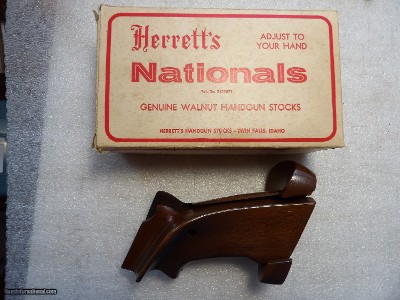 Herrett's
ADJUST TO
YOUR HAND
Nationals
GENUINE WALNUT HANDGUN STOCKS
HERRETT'S HANDGUN STOCKS - TWIN FALLS, IDAHO